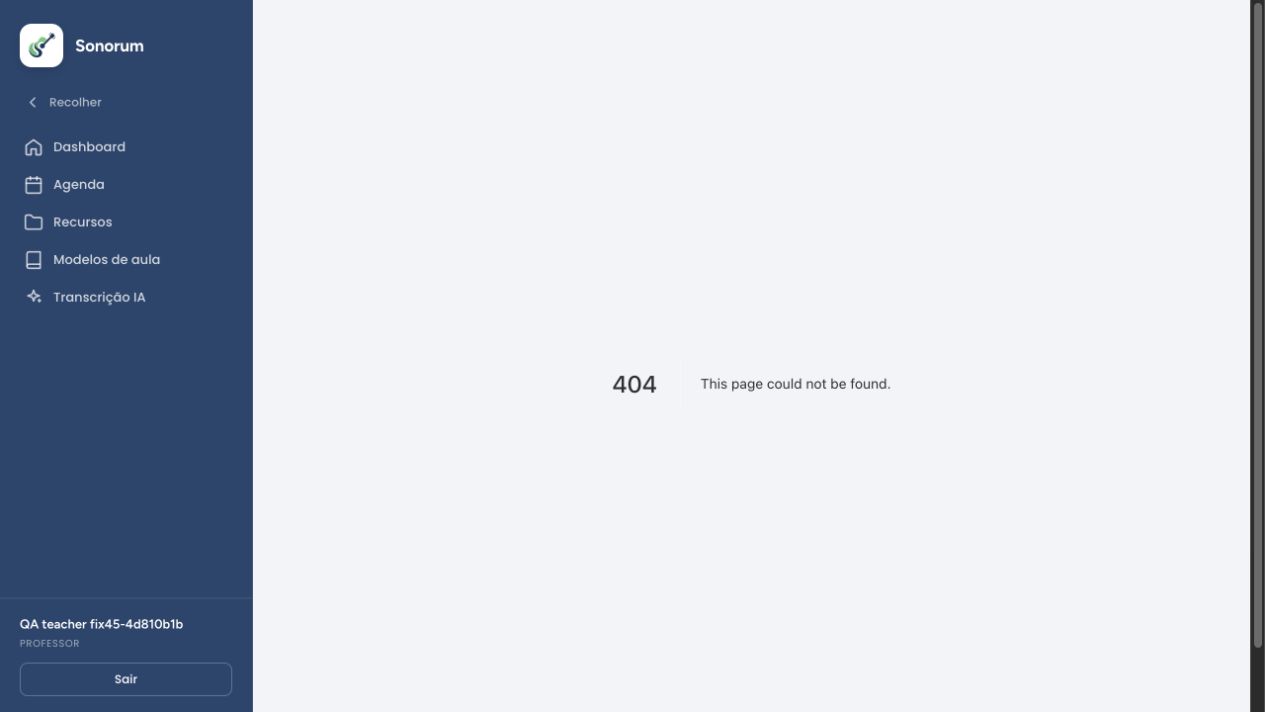 Sonorum
Recolher
Dashboard
Agenda
Recursos
Modelos de aula
Transcrição IA
404
This page could not be found.
QA teacher fix45-4d810b1b
PROFESSOR
Sair